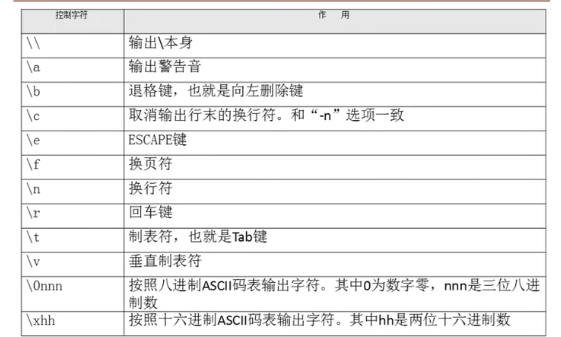 控制字符 作 用
\\ 输出\本身
\a 输出警告音
\b 退格键，也就是向左删除键
\c 取消输出行末的换行符。和“-n”选项一致
\e ESCAPE键
\f 换页符
\n 换行符
\r 回车键
\t 制表符，也就是Tab键
\v 垂直制表符
\0nnn 按照八进制ASCII码表输出字符。其中0为数字零，nnn是三位八进
制数
\xhh 按照十六进制ASCII码表输出字符。其中hh是两位十六进制数